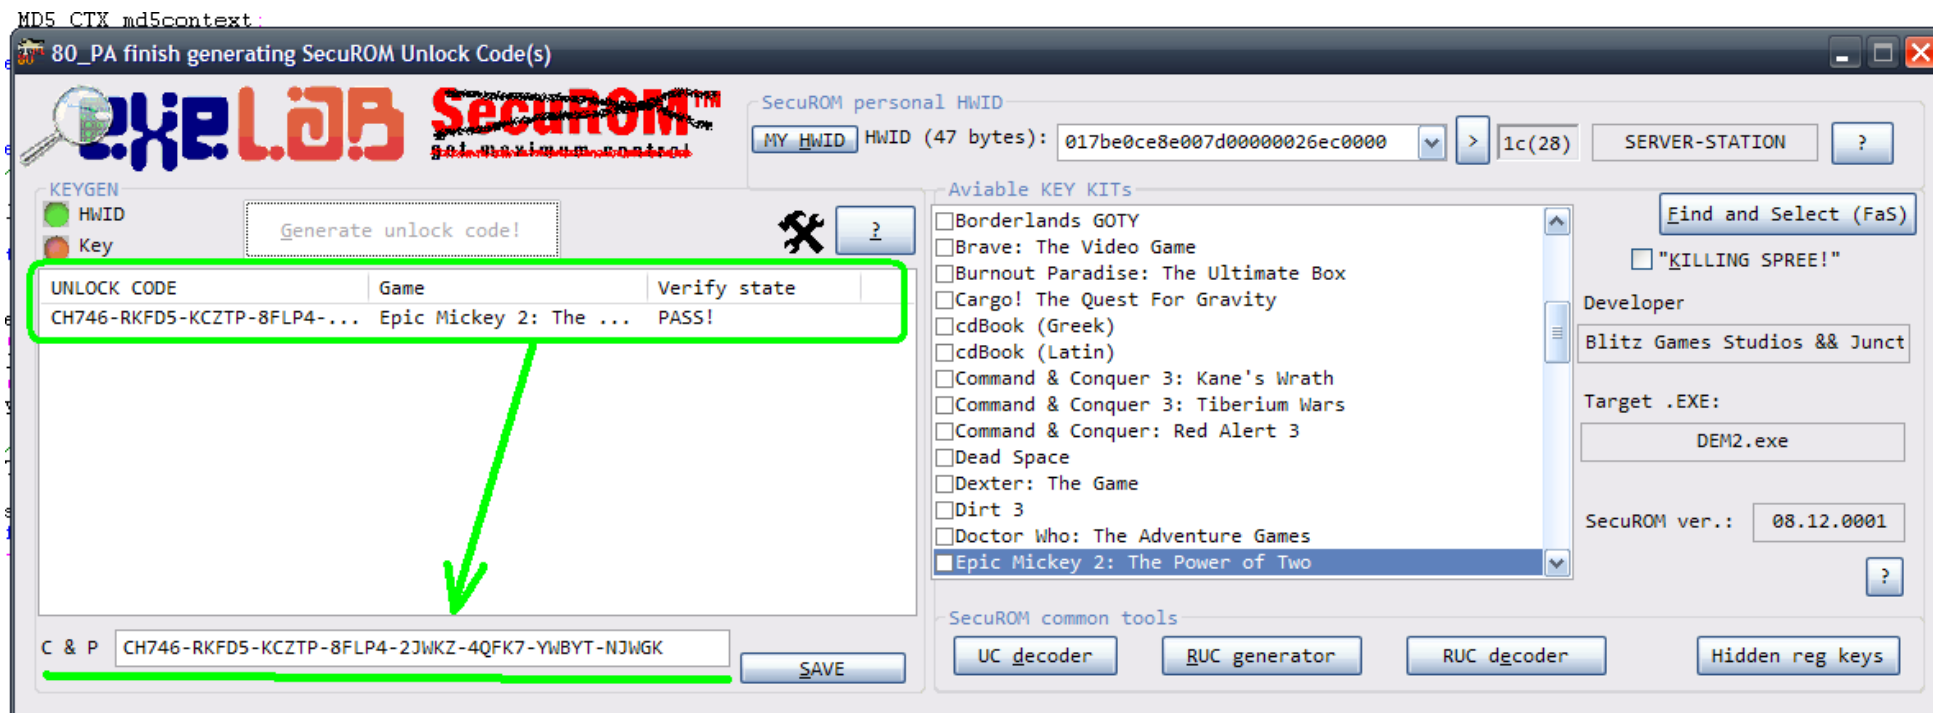 MD5_CTX md5context;
80_PA finish generating SecuROM Unlock Code(s)
exeLAB
SecuROM™
get maximum control
SecuROM personal HWID
MY HWID
HWID (47 bytes):
017be0ce8e007d00000026ec0000
>
1c(28)
SERVER-STATION
?
KEYGEN
HWID
Key
Generate unlock code!
?
UNLOCK CODE Game Verify state
CH746-RKFD5-KCZTP-8FLP4-... Epic Mickey 2: The ... PASS!
C & P
CH746-RKFD5-KCZTP-8FLP4-2JWKZ-4QFK7-YWBYT-NJWGK
SAVE
Aviable KEY KITs
Borderlands GOTY
Brave: The Video Game
Burnout Paradise: The Ultimate Box
Cargo! The Quest For Gravity
cdBook (Greek)
cdBook (Latin)
Command & Conquer 3: Kane's Wrath
Command & Conquer 3: Tiberium Wars
Command & Conquer: Red Alert 3
Dead Space
Dexter: The Game
Dirt 3
Doctor Who: The Adventure Games
Epic Mickey 2: The Power of Two
Find and Select (FaS)
"KILLING SPREE!"
Developer
Blitz Games Studios && Junct
Target .EXE:
DEM2.exe
SecuROM ver.: 08.12.0001
?
SecuROM common tools
UC decoder
RUC generator
RUC decoder
Hidden reg keys